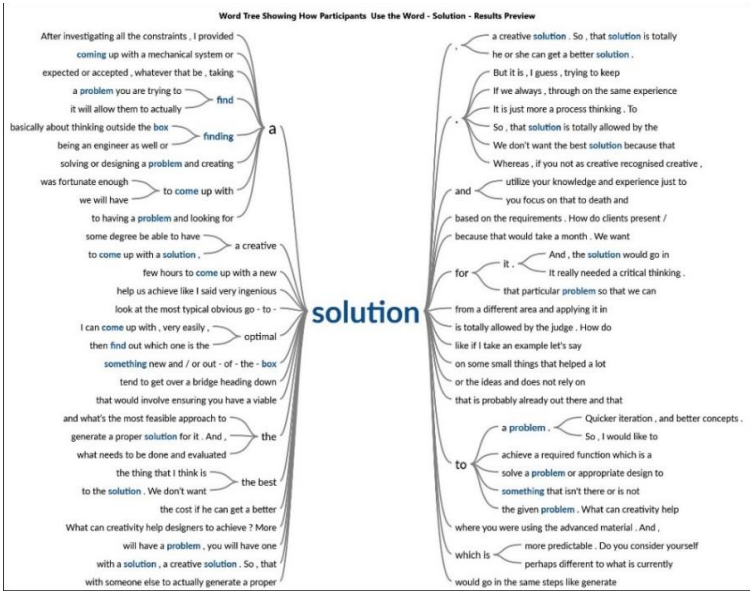 Word Tree Showing How Participants Use the Word - Solution - Results Preview
After investigating all the constraints , I provided
coming up with a mechanical system or
expected or accepted , whatever that be , taking
a problem you are trying to
it will allow them to actually
find
basically about thinking outside the box
being an engineer as well or
finding
solving or designing a problem and creating
was fortunate enough
we will have
to come up with
to having a problem and looking for
a
some degree be able to have
to come up with a solution ,
a creative
few hours to come up with a new
help us achieve like I said very ingenious
look at the most typical obvious go - to -
I can come up with , very easily ,
then find out which one is the
optimal
something new and / or out - of - the - box
tend to get over a bridge heading down
that would involve ensuring you have a viable
and what's the most feasible approach to
generate a proper solution for it . And ,
what needs to be done and evaluated
the
the thing that I think is
to the solution . We don't want
the best
the cost if he can get a better
What can creativity help designers to achieve ? More
will have a problem , you will have one
with a solution , a creative solution . So , that
with someone else to actually generate a proper
solution
.
a creative solution . So , that solution is totally
he or she can get a better solution .
.
But it is , I guess , trying to keep
If we always , through on the same experience
It is just more a process thinking . To
So , that solution is totally allowed by the
We don't want the best solution because that
Whereas , if you not as creative recognised creative ,
and
utilize your knowledge and experience just to
you focus on that to death and
based on the requirements . How do clients present /
because that would take a month . We want
for
it .
And , the solution would go in
It really needed a critical thinking .
that particular problem so that we can
from a different area and applying it in
is totally allowed by the judge . How do
like if I take an example let's say
on some small things that helped a lot
or the ideas and does not rely on
that is probably already out there and that
to
a problem .
Quicker iteration , and better concepts .
So , I would like to
achieve a required function which is a
solve a problem or appropriate design to
something that isn't there or is not
the given problem . What can creativity help
where you were using the advanced material . And ,
which is
more predictable . Do you consider yourself
perhaps different to what is currently
would go in the same steps like generate